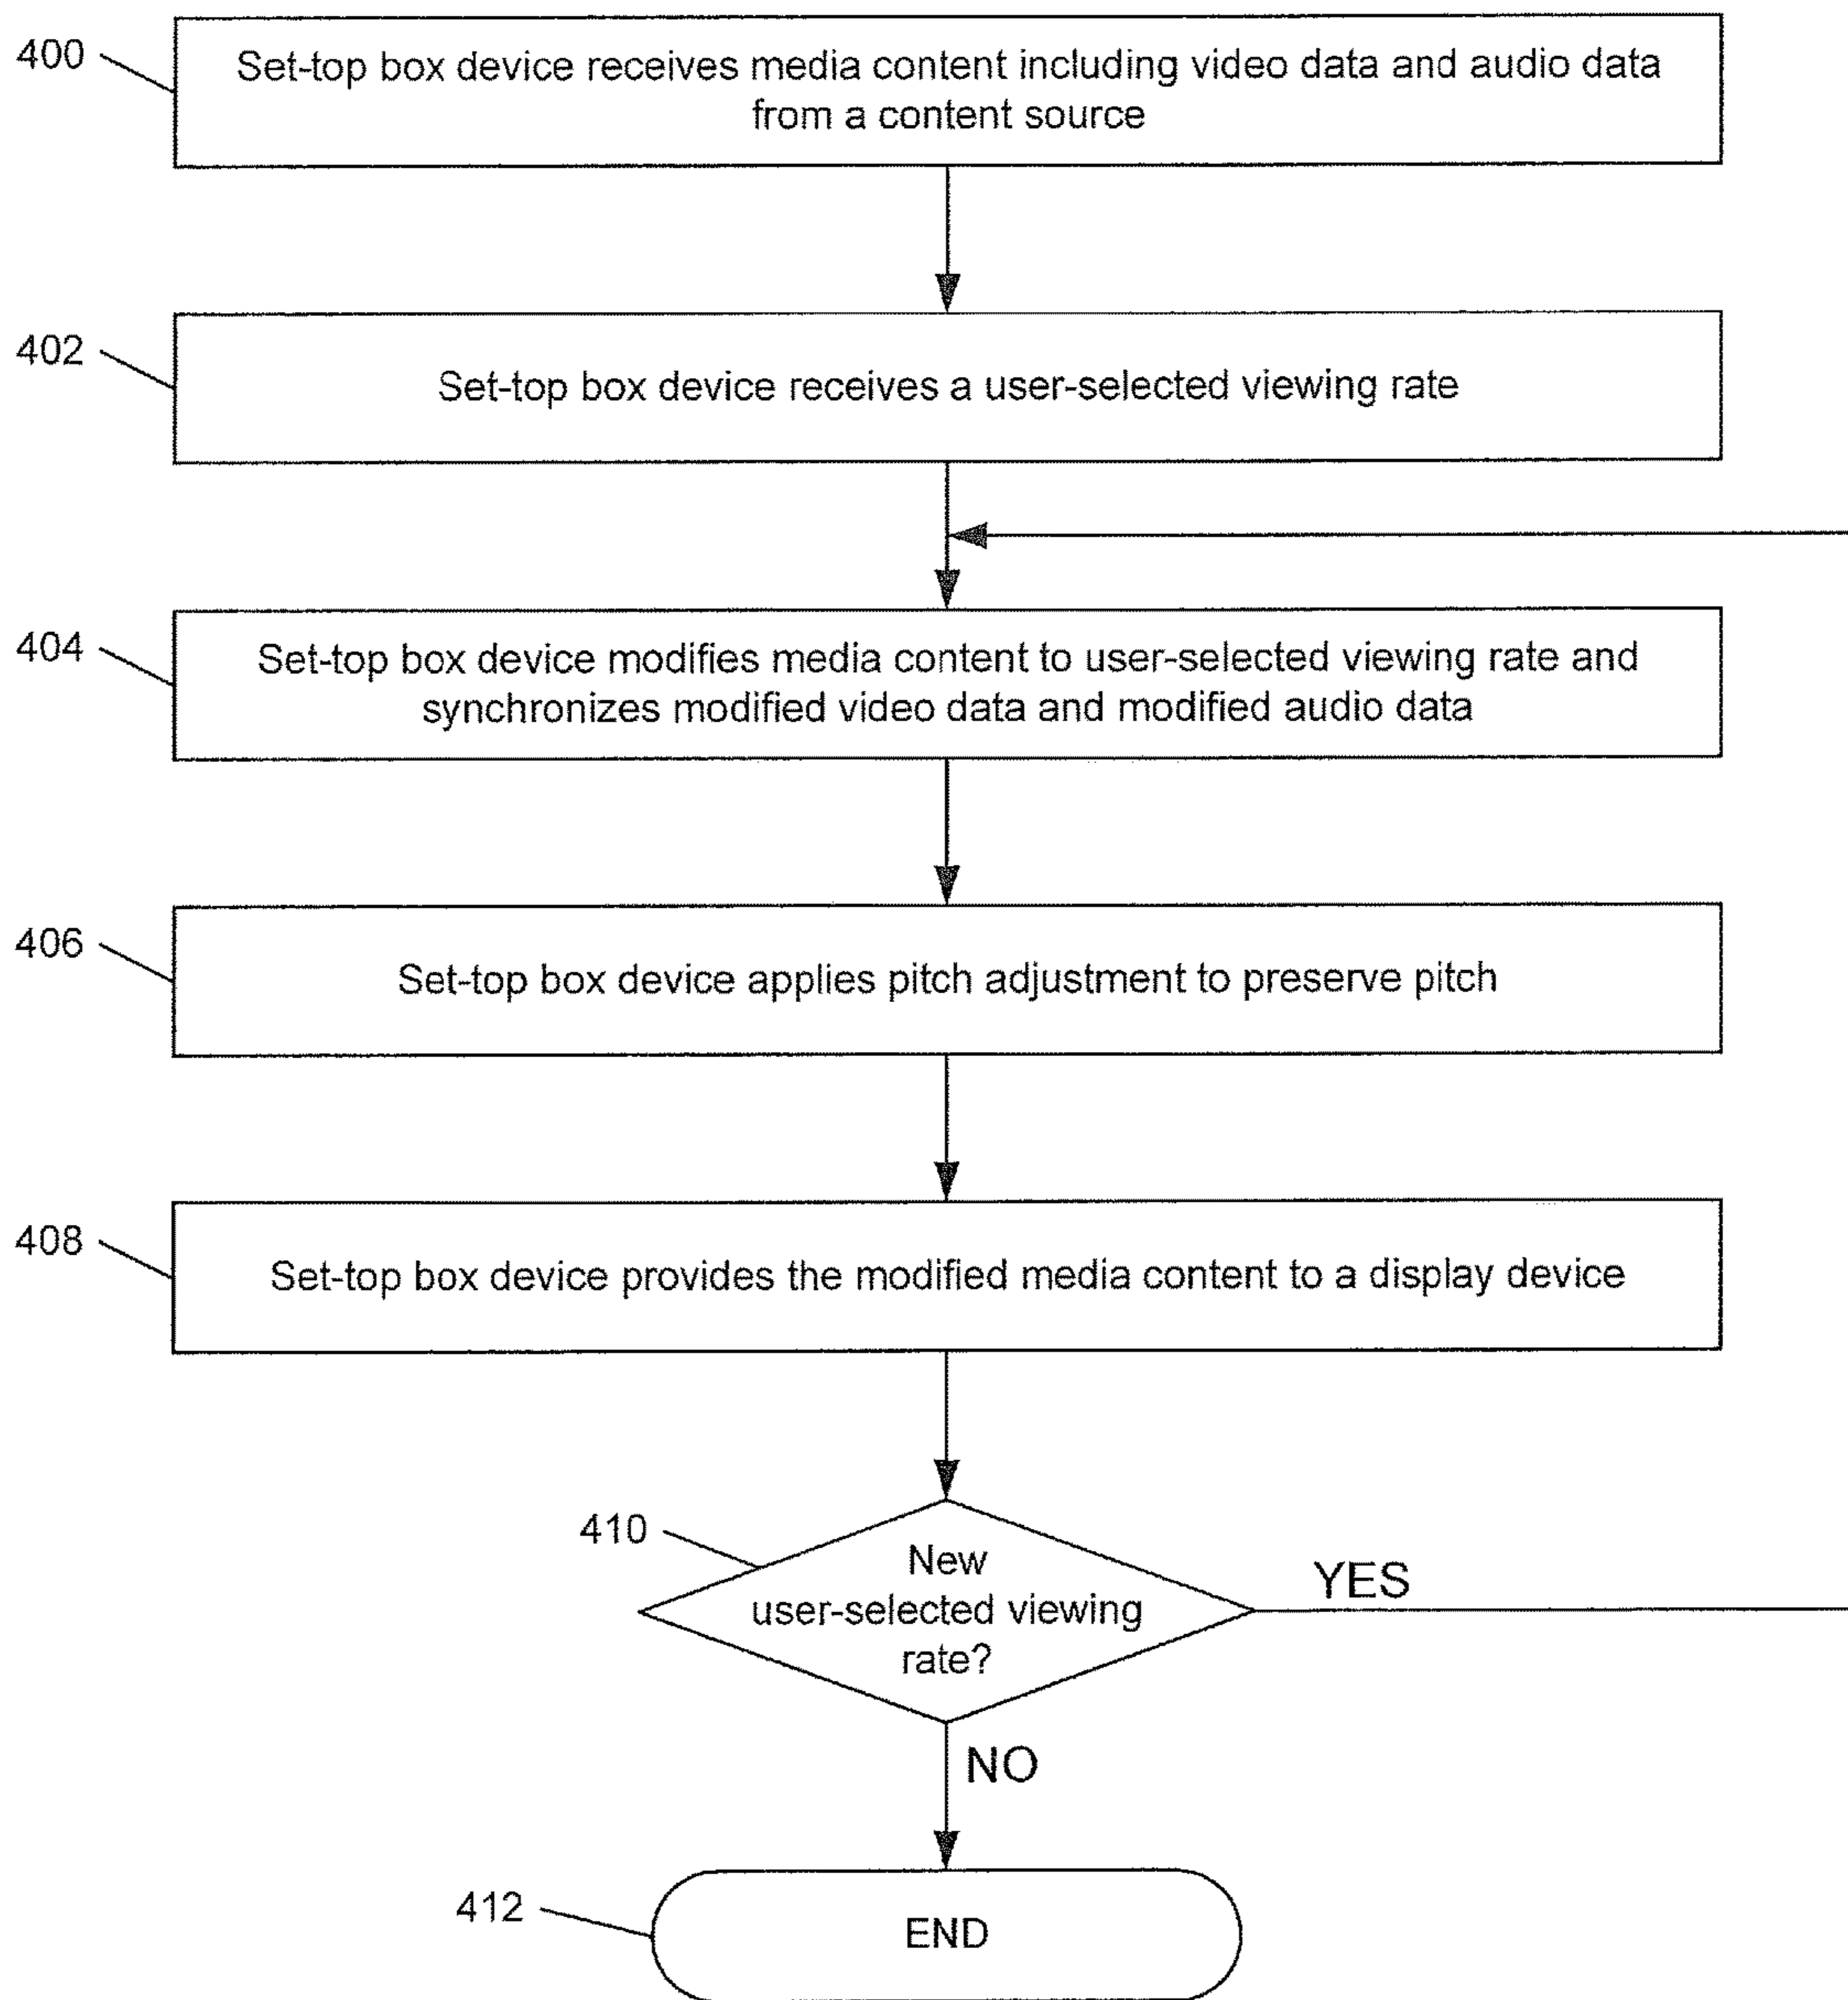 400
Set-top box device receives media content including video data and audio data
from a content source
402
Set-top box device receives a user-selected viewing rate
404
Set-top box device modifies media content to user-selected viewing rate and
synchronizes modified video data and modified audio data
406
Set-top box device applies pitch adjustment to preserve pitch
408
Set-top box device provides the modified media content to a display device
410
New
user-selected viewing
rate?
YES
NO
412
END